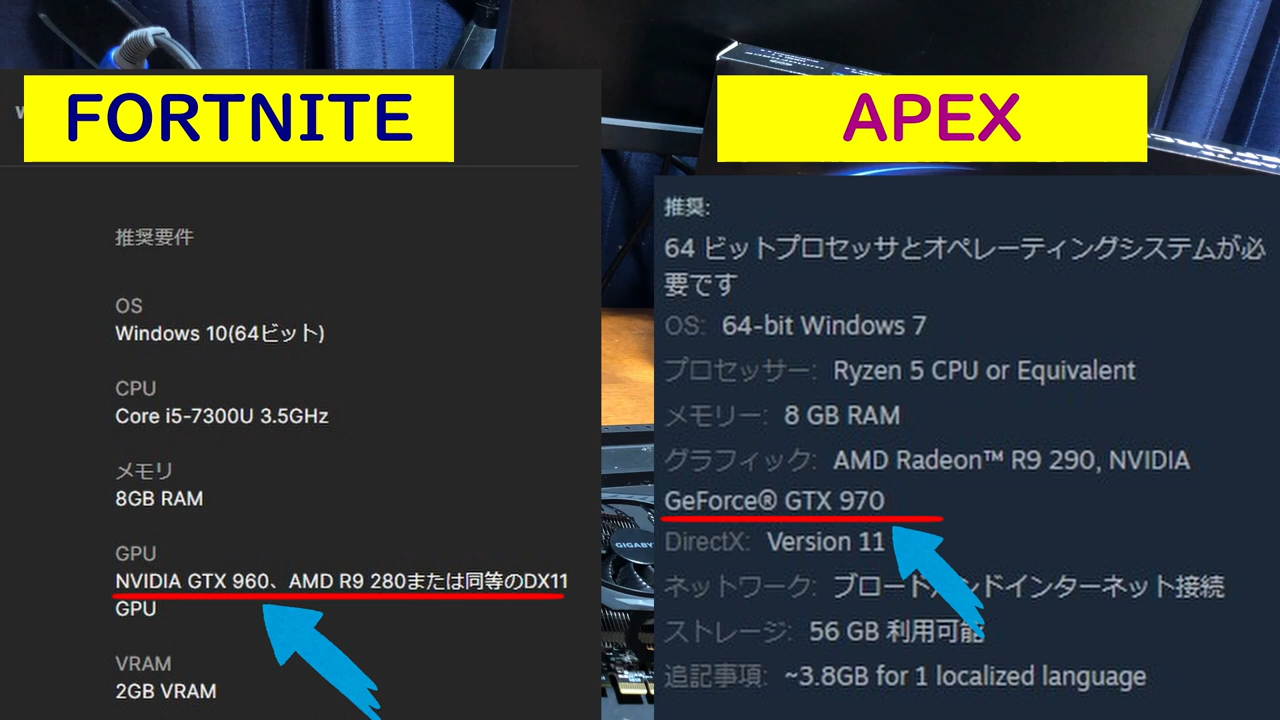 FORTNITE
推奨要件
OS
Windows 10(64ビット)
CPU
Core i5-7300U 3.5GHz
メモリ
8GB RAM
GPU
NVIDIA GTX 960、AMD R9 280または同等のDX11
GPU
VRAM
2GB VRAM
APEX
推奨:
64 ビットプロセッサとオペレーティングシステムが必
要です
OS: 64-bit Windows 7
プロセッサー: Ryzen 5 CPU or Equivalent
メモリー: 8 GB RAM
グラフィック: AMD Radeon™ R9 290, NVIDIA
GeForce® GTX 970
DirectX: Version 11
ネットワーク: ブロードバンドインターネット接続
ストレージ: 56 GB 利用可能
追記事項: ~3.8GB for 1 localized language
GIGABY